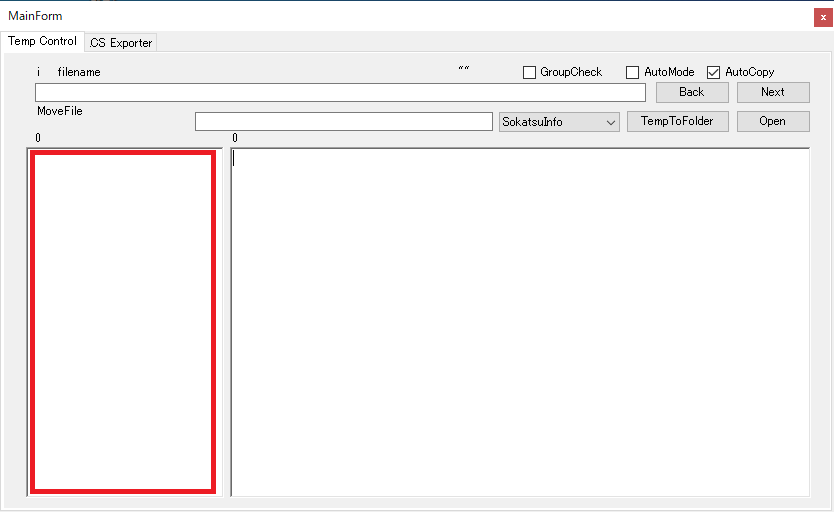 MainForm
x
Temp Control
CS Exporter
i filename "" GroupCheck AutoMode AutoCopy
Back Next
MoveFile
SokatsuInfo TempToFolder Open
0 0